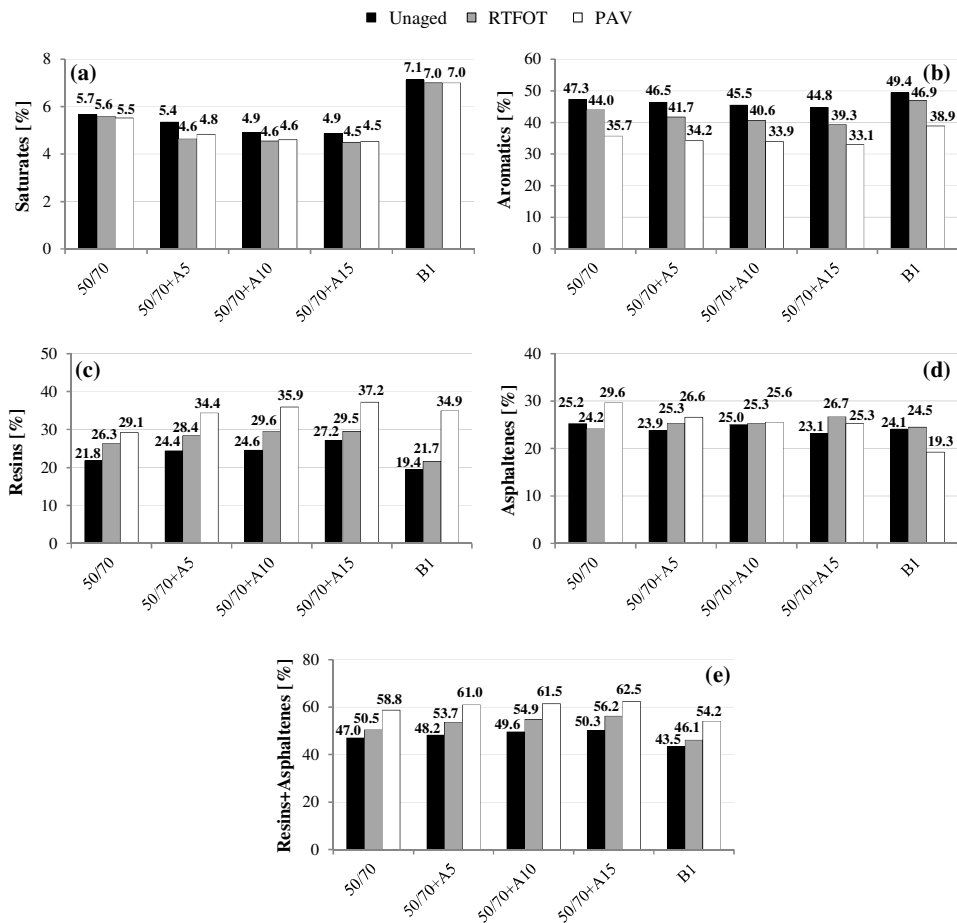 Unaged RTFOT PAV
(a)
Saturates [%]
8
6
4
2
0
5.7 5.6 5.5
5.4 4.6 4.8
4.9 4.6 4.6
4.9 4.5 4.5
7.1 7.0 7.0
50/70
50/70+A5
50/70+A10
50/70+A15
B1
(b)
Aromatics [%]
60
50
40
30
20
10
0
47.3 44.0 35.7
46.5 41.7 34.2
45.5 40.6 33.9
44.8 39.3 33.1
49.4 46.9 38.9
50/70
50/70+A5
50/70+A10
50/70+A15
B1
(c)
Resins [%]
50
40
30
20
10
0
21.8 26.3 29.1
24.4 28.4 34.4
24.6 29.6 35.9
27.2 29.5 37.2
19.4 21.7 34.9
50/70
50/70+A5
50/70+A10
50/70+A15
B1
(d)
Asphaltenes [%]
40
30
20
10
0
25.2 24.2 29.6
23.9 25.3 26.6
25.0 25.3 25.6
23.1 26.7 25.3
24.1 24.5 19.3
50/70
50/70+A5
50/70+A10
50/70+A15
B1
(e)
Resins+Asphaltenes [%]
80
60
40
20
0
47.0 50.5 58.8
48.2 53.7 61.0
49.6 54.9 61.5
50.3 56.2 62.5
43.5 46.1 54.2
50/70
50/70+A5
50/70+A10
50/70+A15
B1